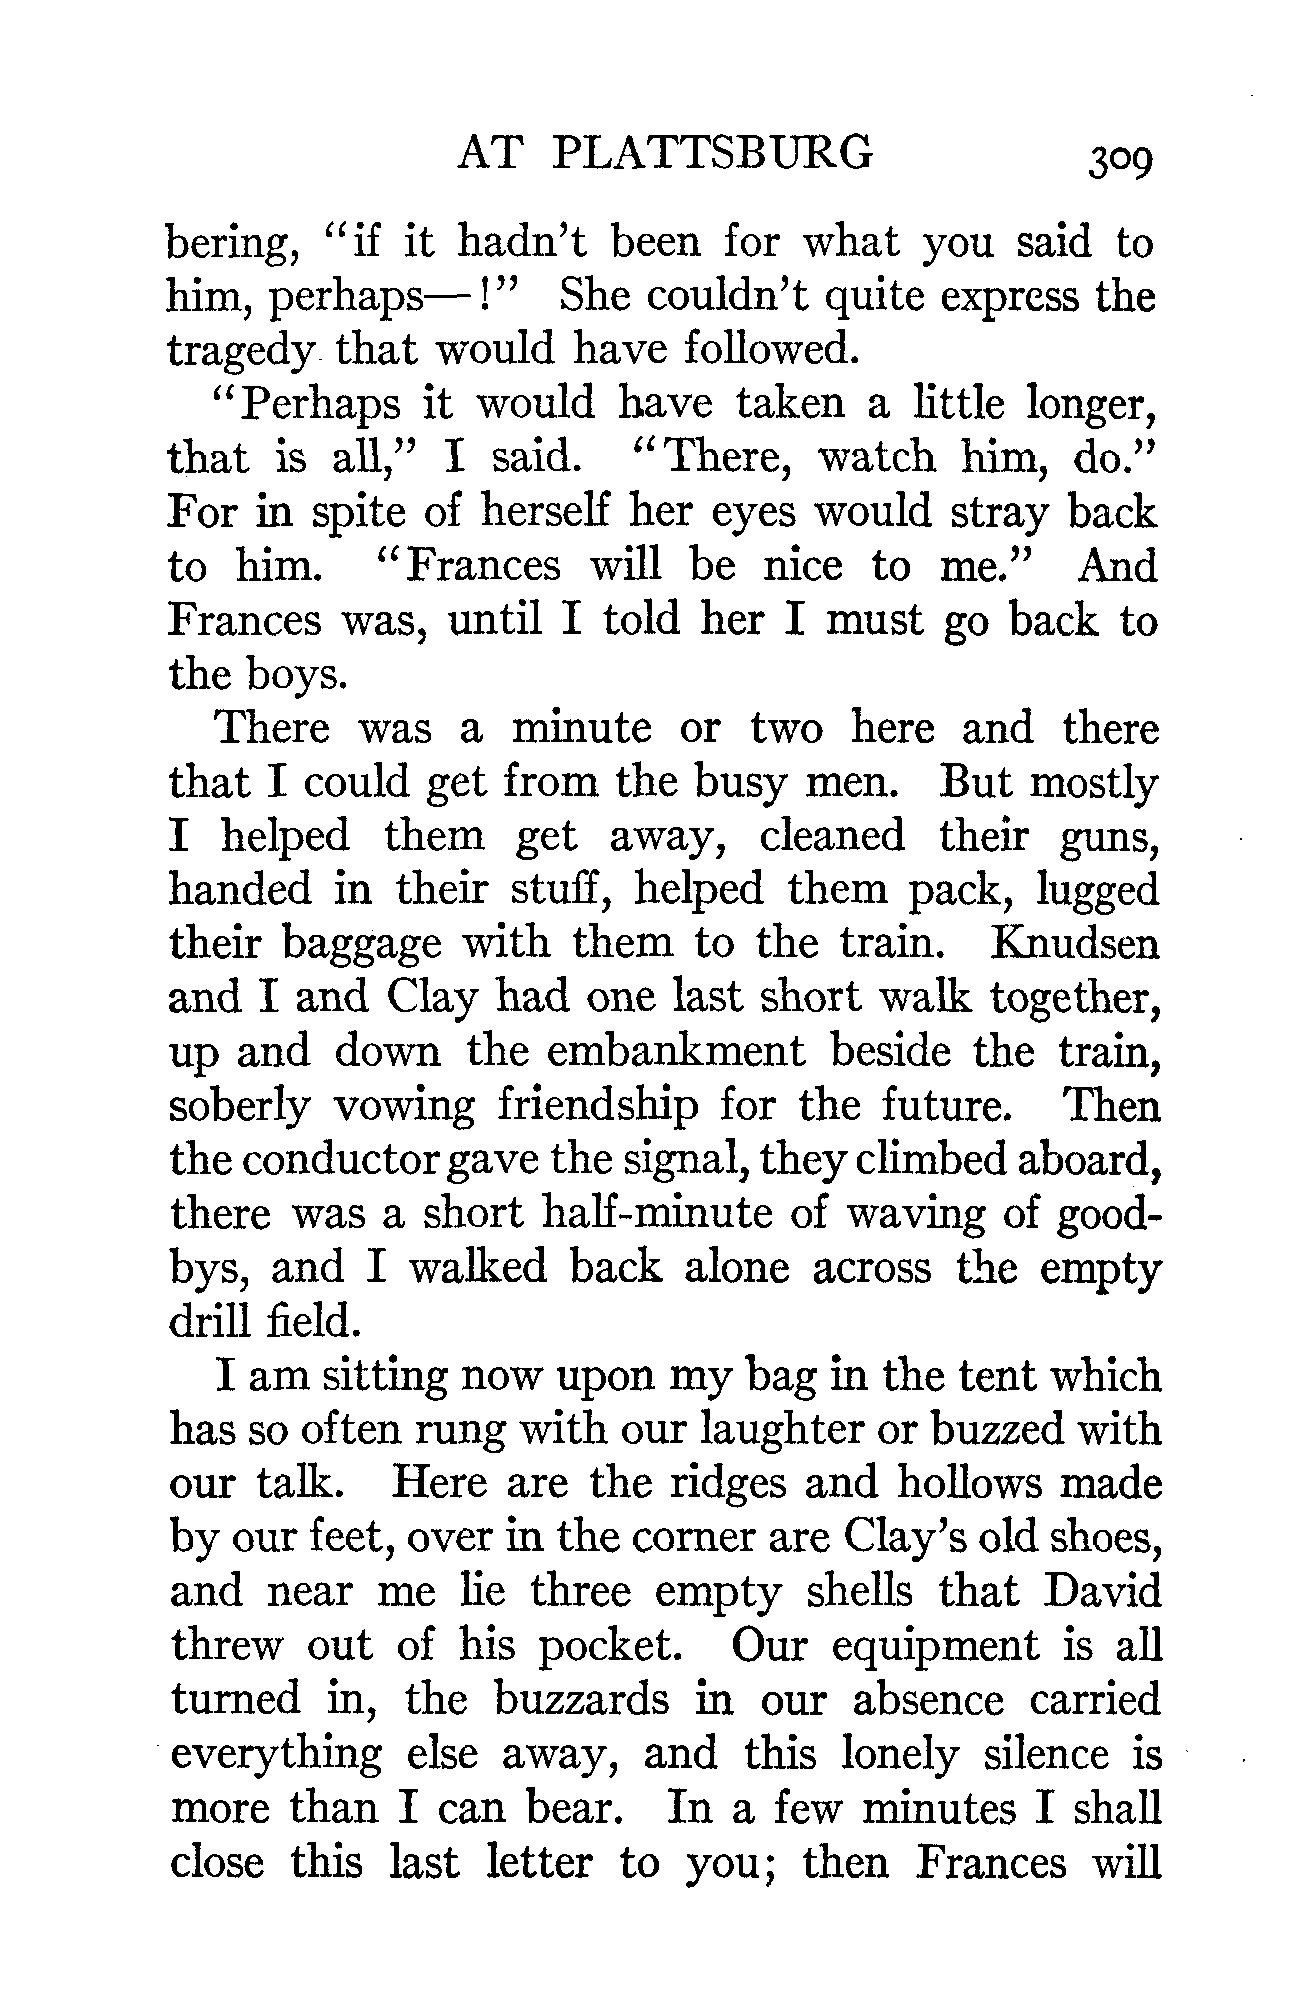 AT PLATTSBURG 309
bering, "if it hadn't been for what you said to
him, perhaps—!" She couldn't quite express the
tragedy that would have followed.
"Perhaps it would have taken a little longer,
that is all," I said. "There, watch him, do."
For in spite of herself her eyes would stray back
to him. "Frances will be nice to me." And
Frances was, until I told her I must go back to
the boys.
There was a minute or two here and there
that I could get from the busy men. But mostly
I helped them get away, cleaned their guns,
handed in their stuff, helped them pack, lugged
their baggage with them to the train. Knudsen
and I and Clay had one last short walk together,
up and down the embankment beside the train,
soberly vowing friendship for the future. Then
the conductor gave the signal, they climbed aboard,
there was a short half-minute of waving of good-
bys, and I walked back alone across the empty
drill field.
I am sitting now upon my bag in the tent which
has so often rung with our laughter or buzzed with
our talk. Here are the ridges and hollows made
by our feet, over in the corner are Clay's old shoes,
and near me lie three empty shells that David
threw out of his pocket. Our equipment is all
turned in, the buzzards in our absence carried
everything else away, and this lonely silence is
more than I can bear. In a few minutes I shall
close this last letter to you; then Frances will